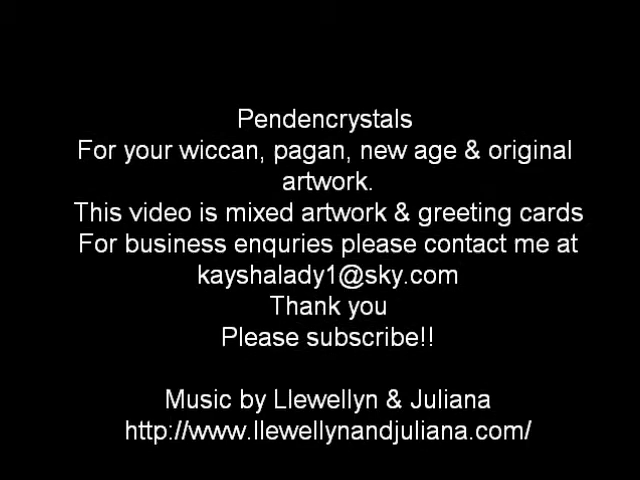 Pendencrystals
For your wiccan, pagan, new age & original
artwork.
This video is mixed artwork & greeting cards
For business enquries please contact me at
kayshalady1@sky.com
Thank you
Please subscribe!!
Music by Llewellyn & Juliana
http://www.llewellynandjuliana.com/